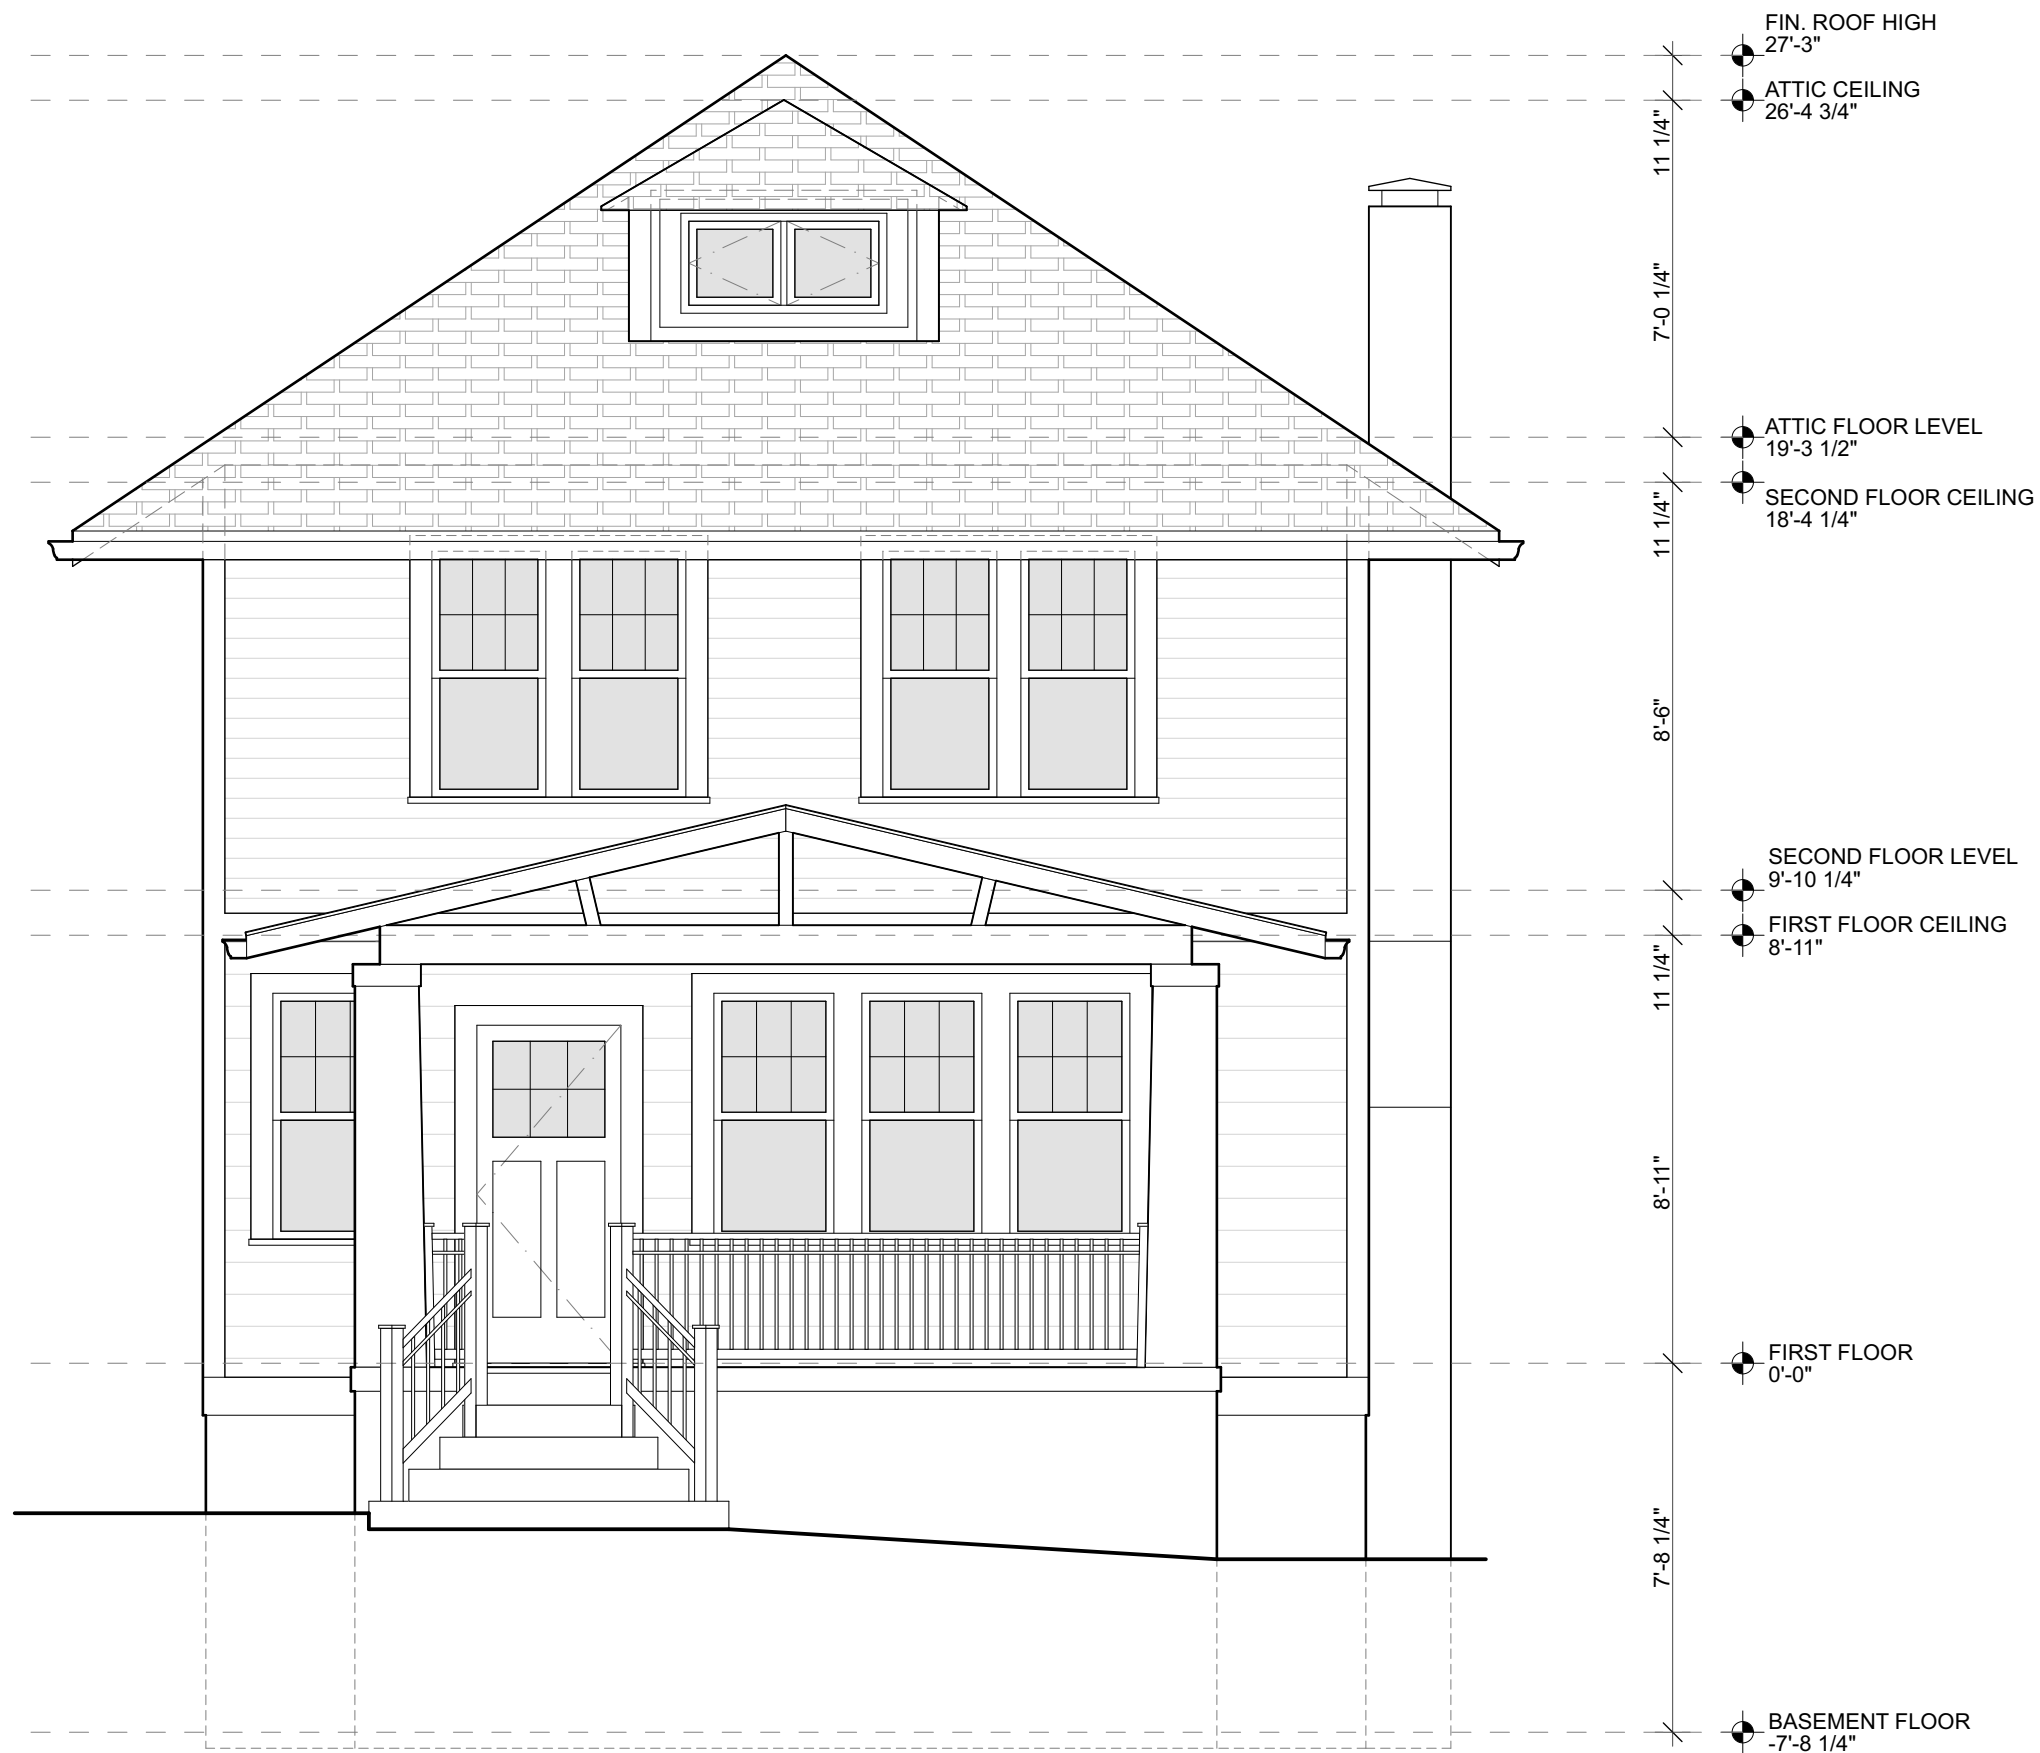 FIN. ROOF HIGH
27'-3"
ATTIC CEILING
26'-4 3/4"
11 1/4"
7'-0 1/4"
ATTIC FLOOR LEVEL
19'-3 1/2"
SECOND FLOOR CEILING
18'-4 1/4"
11 1/4"
8'-6"
SECOND FLOOR LEVEL
9'-10 1/4"
FIRST FLOOR CEILING
8'-11"
11 1/4"
8'-11"
FIRST FLOOR
0'-0"
7'-8 1/4"
BASEMENT FLOOR
-7'-8 1/4"